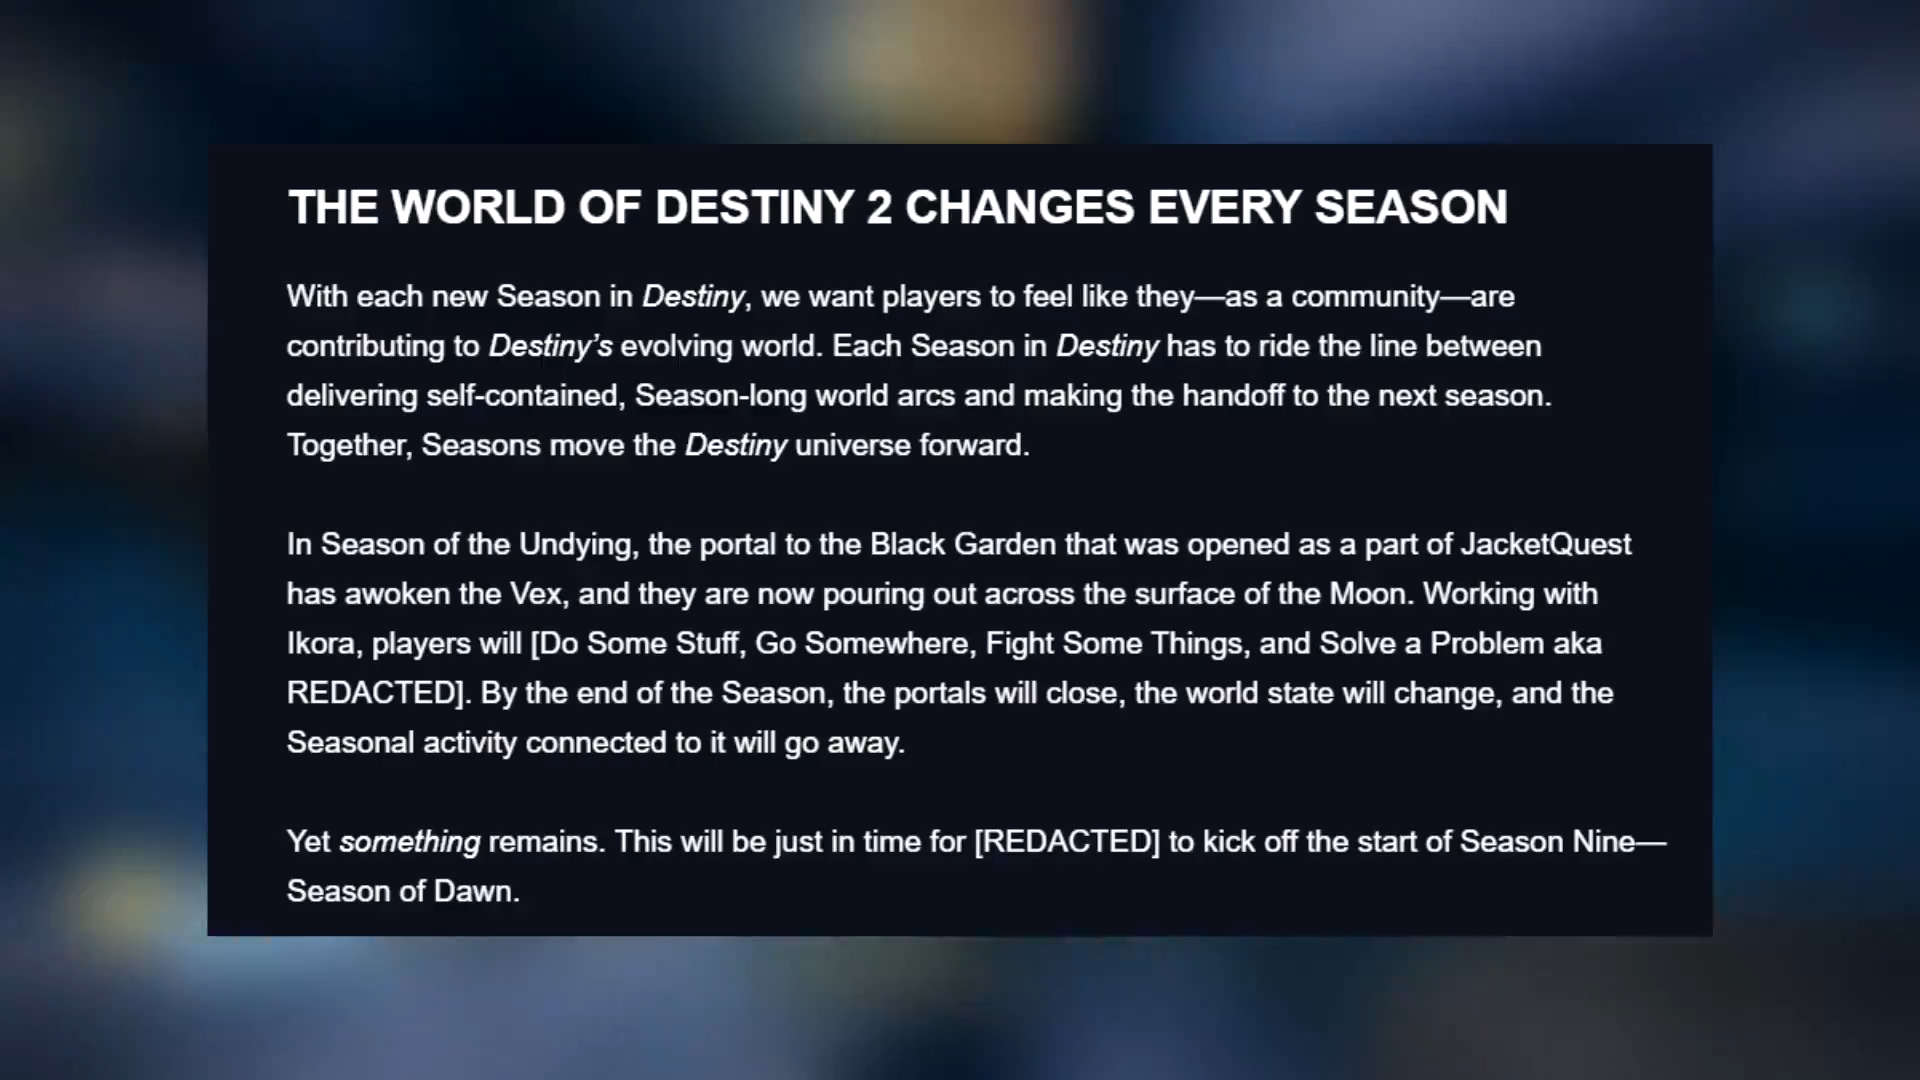 THE WORLD OF DESTINY 2 CHANGES EVERY SEASON
With each new Season in Destiny, we want players to feel like they—as a community—are
contributing to Destiny’s evolving world. Each Season in Destiny has to ride the line between
delivering self-contained, Season-long world arcs and making the handoff to the next season.
Together, Seasons move the Destiny universe forward.
In Season of the Undying, the portal to the Black Garden that was opened as a part of JacketQuest
has awoken the Vex, and they are now pouring out across the surface of the Moon. Working with
Ikora, players will [Do Some Stuff, Go Somewhere, Fight Some Things, and Solve a Problem aka
REDACTED]. By the end of the Season, the portals will close, the world state will change, and the
Seasonal activity connected to it will go away.
Yet something remains. This will be just in time for [REDACTED] to kick off the start of Season Nine—
Season of Dawn.